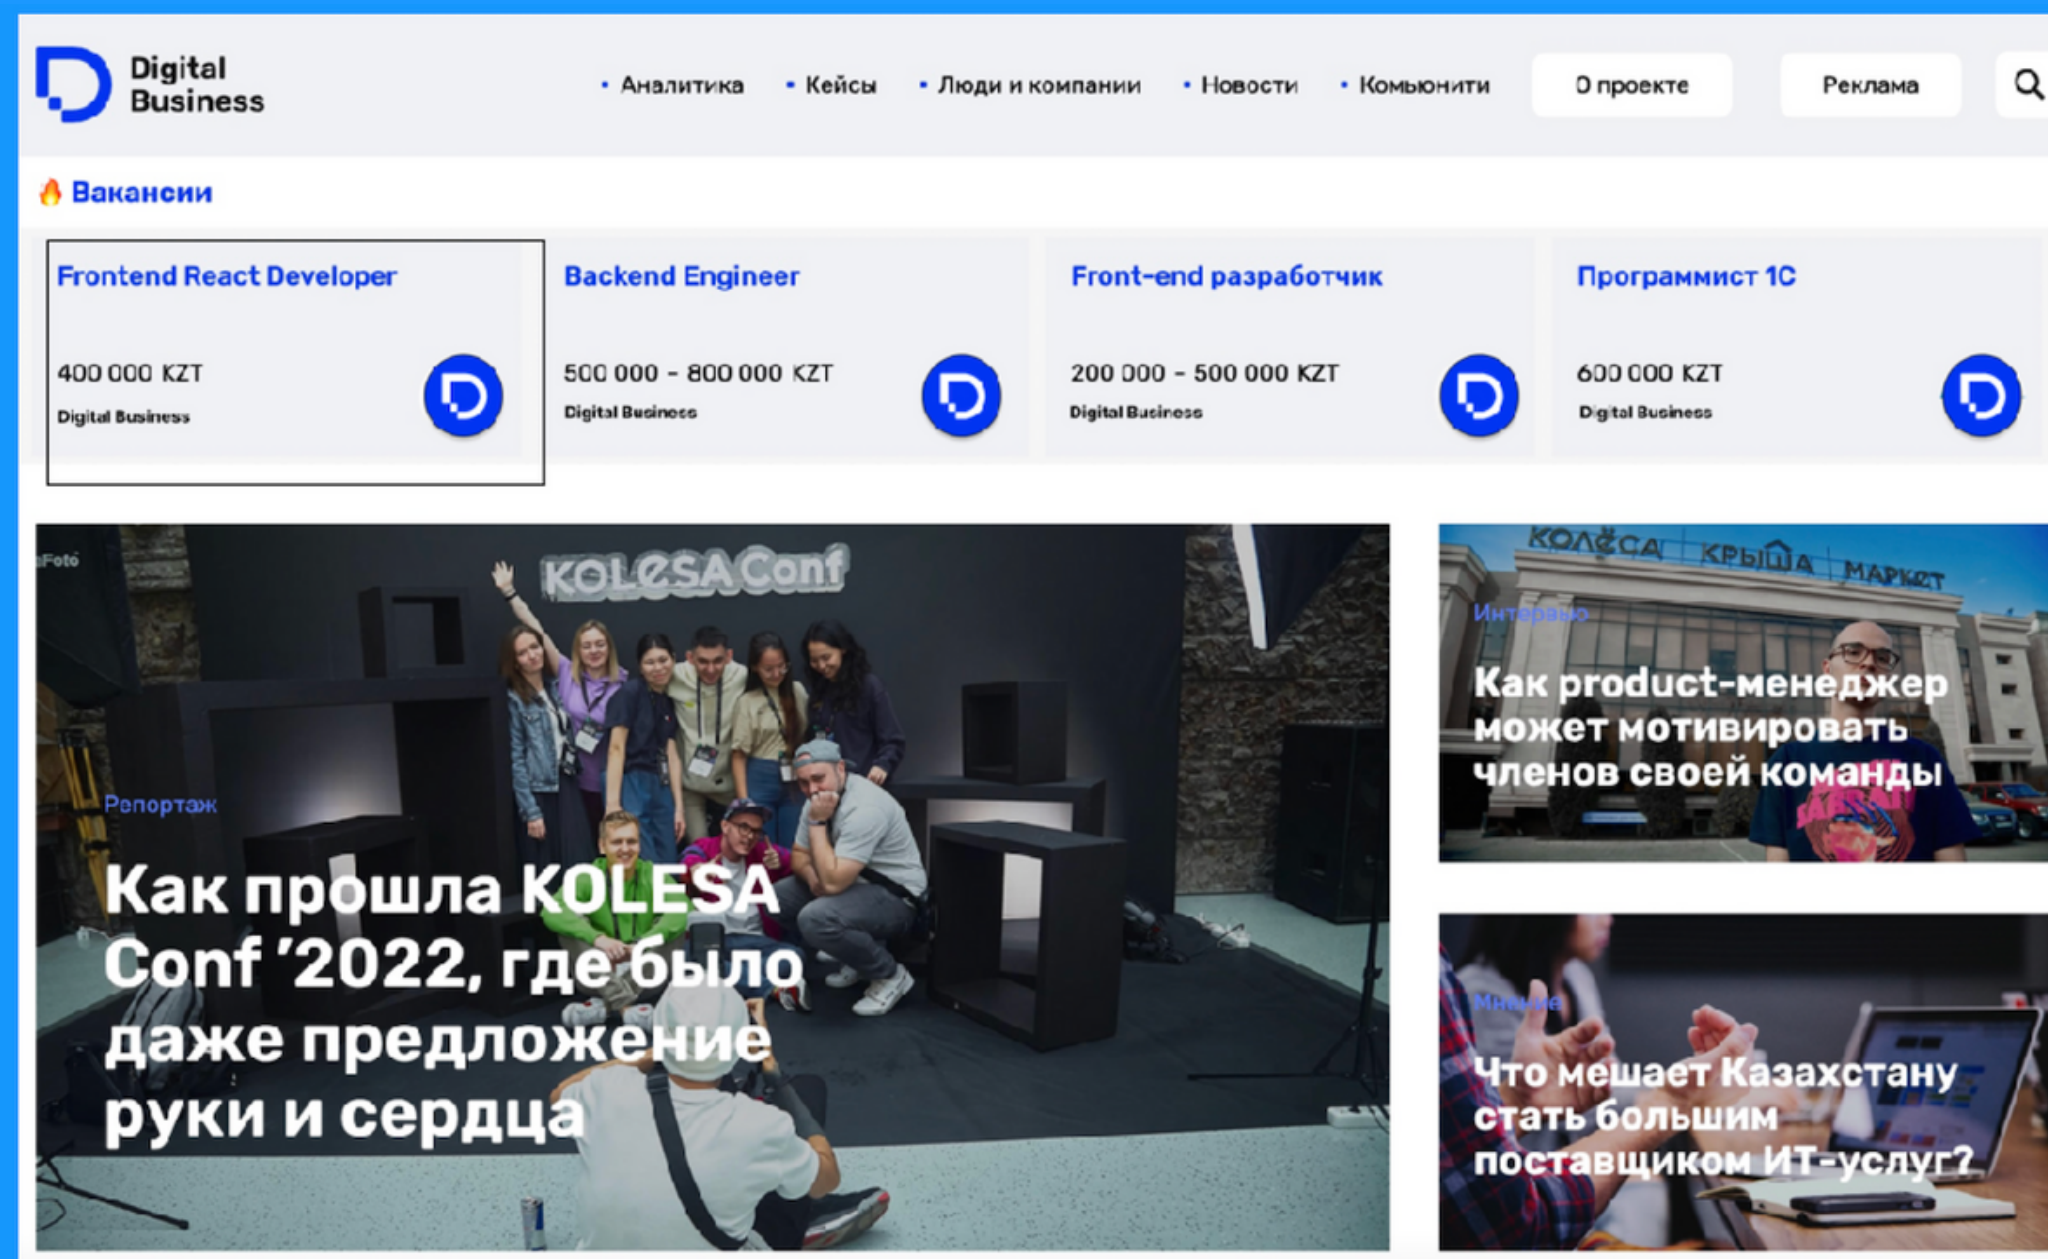 Digital
Business
Аналитика
Кейсы
Люди и компании
Новости
Комьюнити
О проекте
Реклама
Вакансии
Frontend React Developer
400 000 KZT
Digital Business
Backend Engineer
500 000 - 800 000 KZT
Digital Business
Front-end разработчик
200 000 - 500 000 KZT
Digital Business
Программист 1С
600 000 KZT
Digital Business
KOLESA Conf
Репортаж
Как прошла KOLESA
Conf '2022, где было
даже предложение
руки и сердца
КОЛЁСА КРЫША МАРКЕТ
Интервью
Как product-менеджер
может мотивировать
членов своей команды
Мнение
Что мешает Казахстану
стать большим
поставщиком ИТ-услуг?